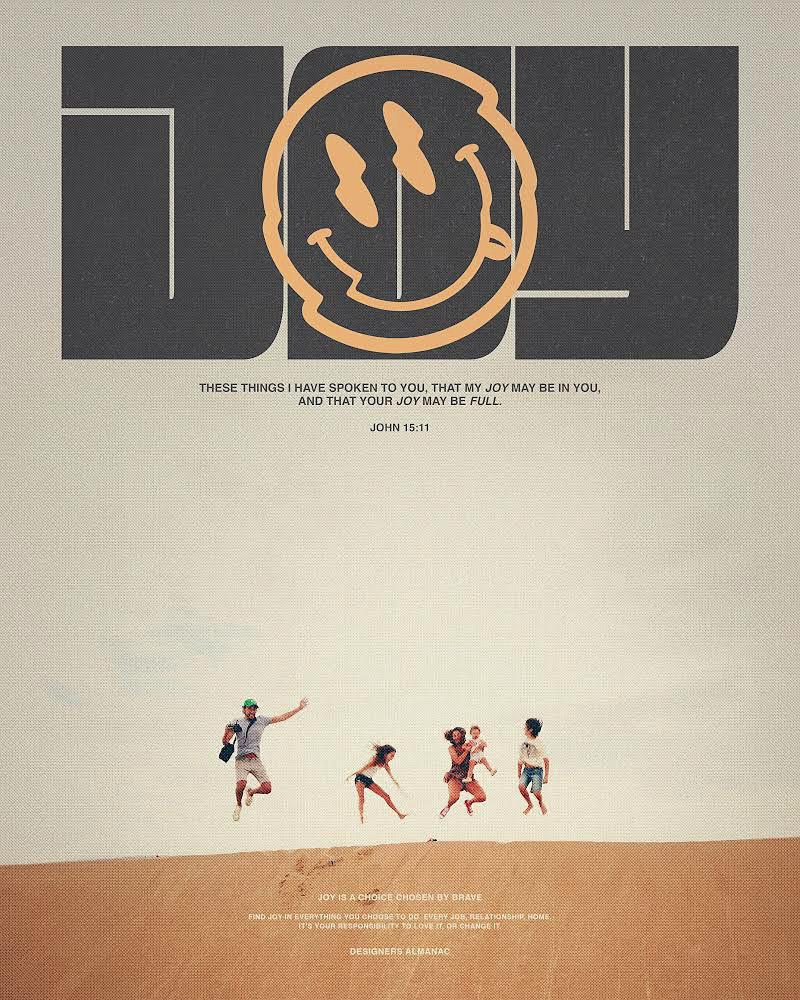 JOY
THESE THINGS I HAVE SPOKEN TO YOU, THAT MY JOY MAY BE IN YOU,
AND THAT YOUR JOY MAY BE FULL.
JOHN 15:11
JOY IS A CHOICE CHOSEN BY BRAVE
FIND JOY IN EVERYTHING YOU CHOOSE TO DO. EVERY JOB, RELATIONSHIP, HOME.
IT'S YOUR RESPONSIBILITY TO LOVE IT, OR CHANGE IT.
DESIGNERS ALMANAC